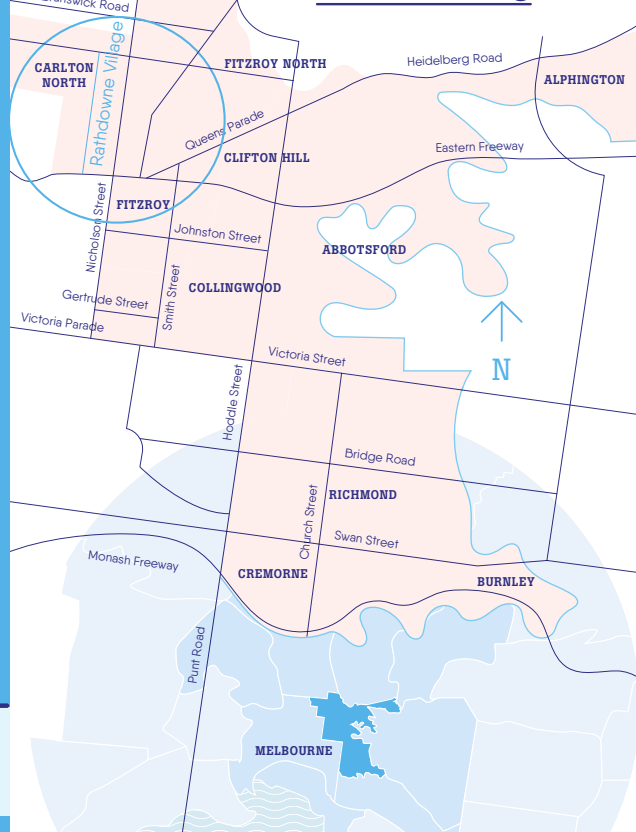 Brunswick Road
Rathdowne Village
CARLTON
NORTH
FITZROY NORTH
Heidelberg Road
ALPHINGTON
Queens Parade
Eastern Freeway
CLIFTON HILL
FITZROY
Nicholson Street
Johnston Street
ABBOTSFORD
COLLINGWOOD
Smith Street
Gertrude Street
Victoria Parade
Victoria Street
N
Hoddle Street
Bridge Road
RICHMOND
Church Street
Swan Street
Monash Freeway
CREMORNE
BURNLEY
Punt Road
MELBOURNE